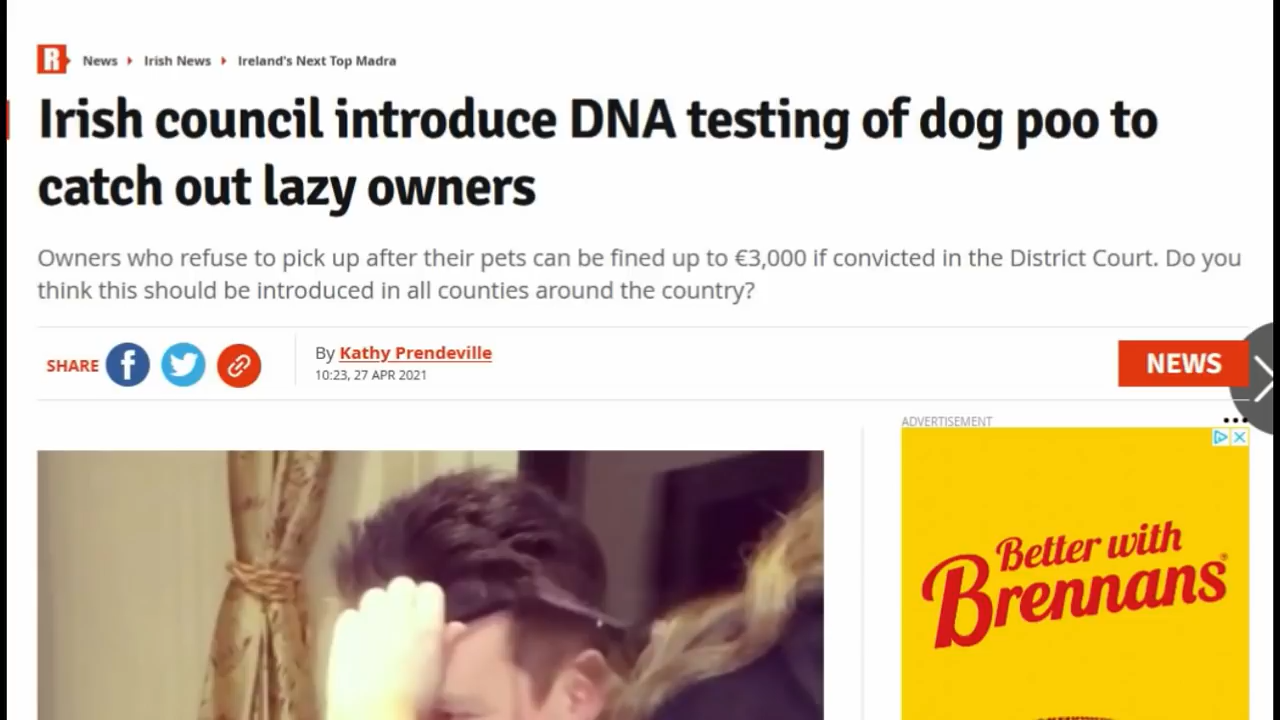 R
News
Irish News
Ireland's Next Top Madra
Irish council introduce DNA testing of dog poo to
catch out lazy owners
Owners who refuse to pick up after their pets can be fined up to €3,000 if convicted in the District Court. Do you
think this should be introduced in all counties around the country?
SHARE
By Kathy Prendeville
10:23, 27 APR 2021
NEWS
ADVERTISEMENT
Better with
Brennans